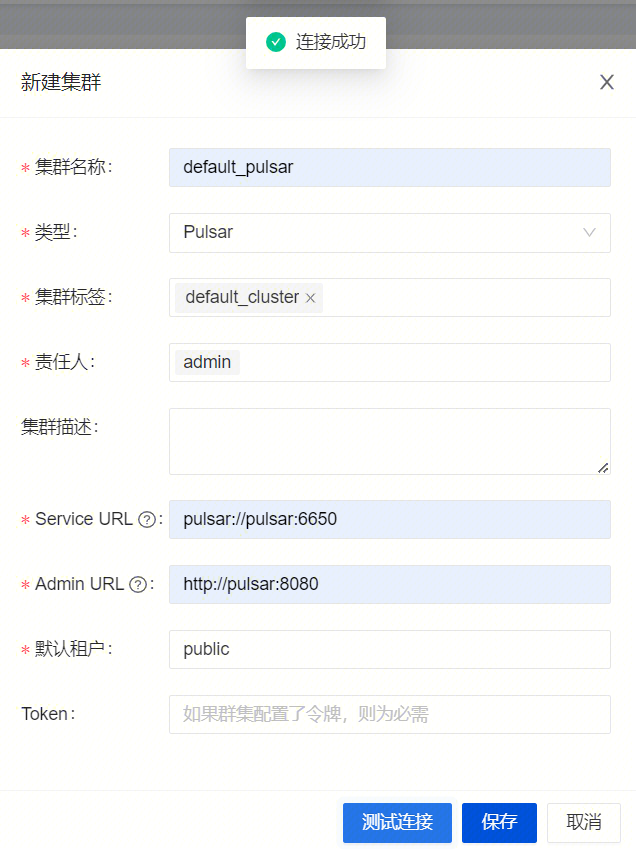 连接成功
新建集群
* 集群名称: default_pulsar
* 类型: Pulsar
* 集群标签: default_cluster ×
* 责任人: admin
集群描述:
* Service URL ?: pulsar://pulsar:6650
* Admin URL ?: http://pulsar:8080
* 默认租户: public
Token: 如果群集配置了令牌，则为必需
测试连接 保存 取消